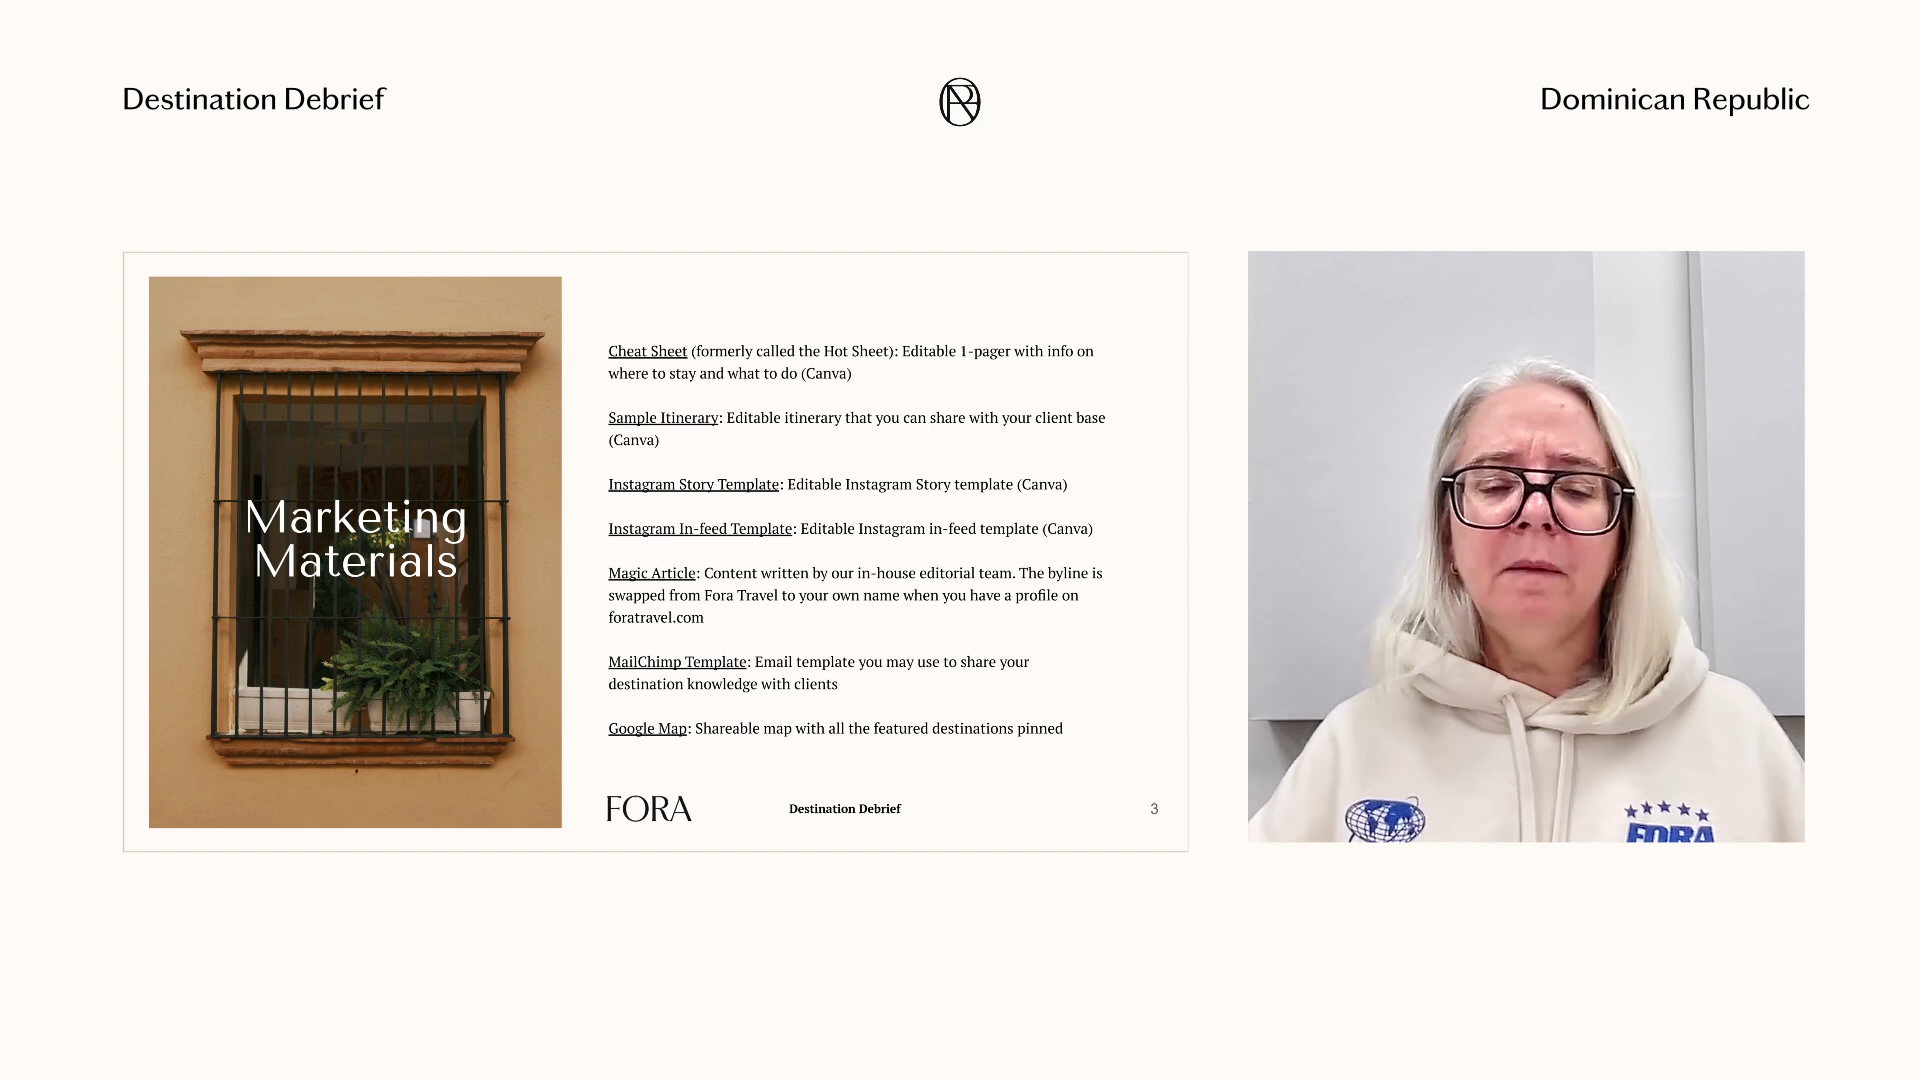 Destination Debrief
Dominican Republic
Marketing
Materials
Cheat Sheet (formerly called the Hot Sheet): Editable 1-pager with info on
where to stay and what to do (Canva)
Sample Itinerary: Editable itinerary that you can share with your client base
(Canva)
Instagram Story Template: Editable Instagram Story template (Canva)
Instagram In-feed Template: Editable Instagram in-feed template (Canva)
Magic Article: Content written by our in-house editorial team. The byline is
swapped from Fora Travel to your own name when you have a profile on
foratravel.com
MailChimp Template: Email template you may use to share your
destination knowledge with clients
Google Map: Shareable map with all the featured destinations pinned
FORA
Destination Debrief
3
FORA